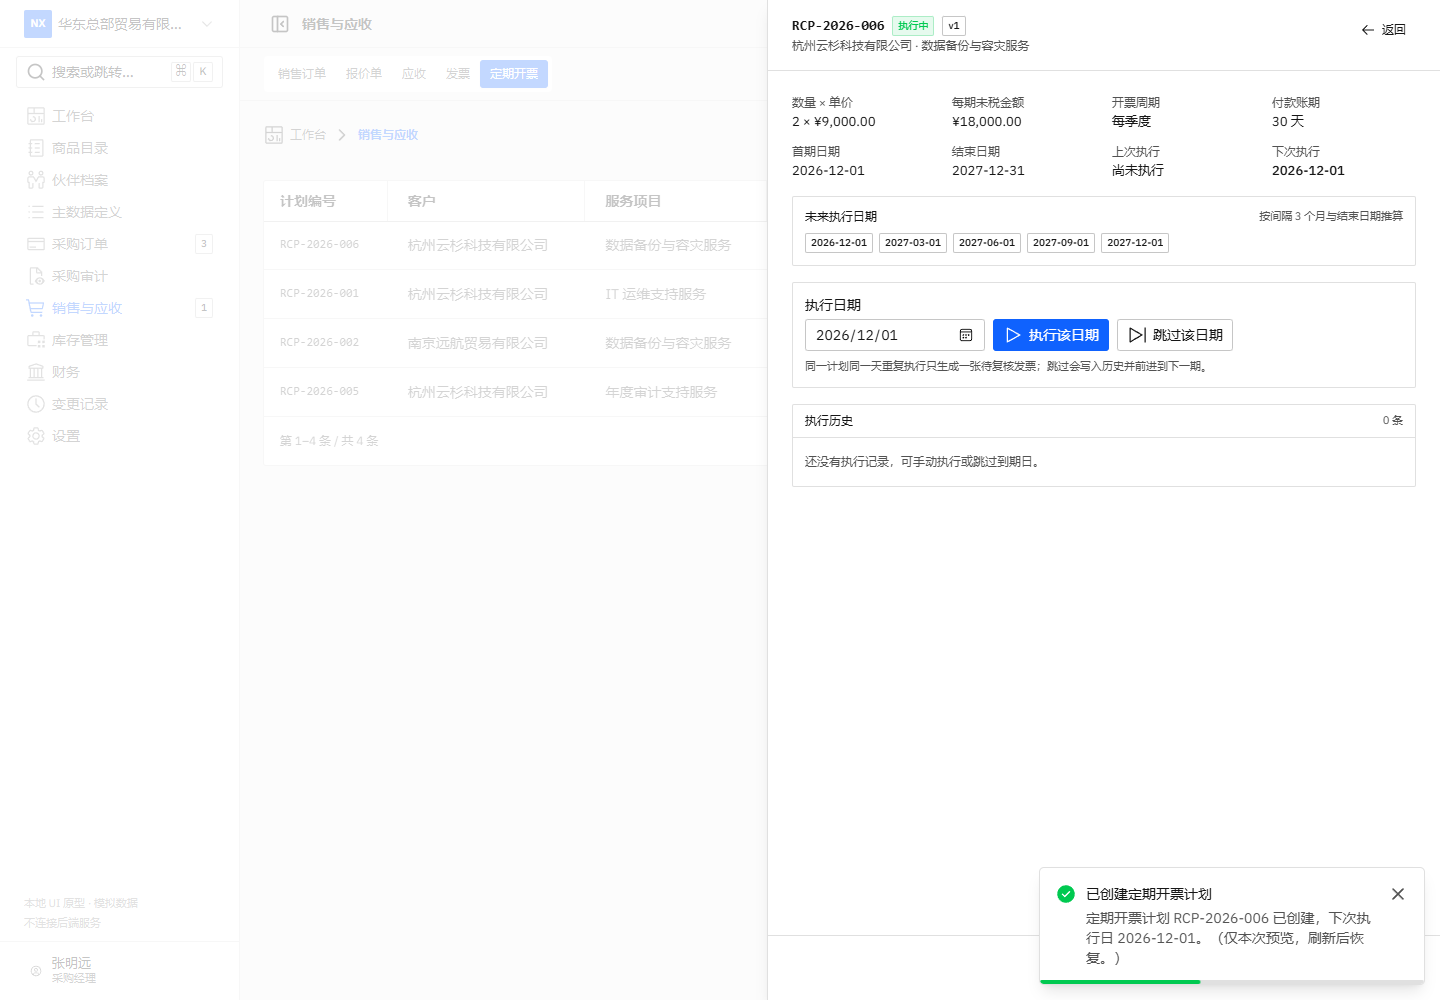 NX 华东总部贸易有限...
搜索或跳转... ⌘ K
工作台
商品目录
伙伴档案
主数据定义
采购订单 3
采购审计
销售与应收 1
库存管理
财务
变更记录
设置
本地 UI 原型 · 模拟数据
不连接后端服务
张明远
采购经理
销售与应收
销售订单 报价单 应收 发票 定期开票
工作台 销售与应收
计划编号 客户 服务项目
RCP-2026-006 杭州云杉科技有限公司 数据备份与容灾服务
RCP-2026-001 杭州云杉科技有限公司 IT 运维支持服务
RCP-2026-002 南京远航贸易有限公司 数据备份与容灾服务
RCP-2026-005 杭州云杉科技有限公司 年度审计支持服务
第 1–4 条 / 共 4 条
RCP-2026-006 执行中 v1
杭州云杉科技有限公司 · 数据备份与容灾服务
返回
数量 × 单价 每期未税金额 开票周期 付款账期
2 × ¥9,000.00 ¥18,000.00 每季度 30 天
首期日期 结束日期 上次执行 下次执行
2026-12-01 2027-12-31 尚未执行 2026-12-01
未来执行日期 按间隔 3 个月与结束日期推算
2026-12-01 2027-03-01 2027-06-01 2027-09-01 2027-12-01
执行日期
2026/12/01 执行该日期 跳过该日期
同一计划同一天重复执行只生成一张待复核发票；跳过会写入历史并前进到下一期。
执行历史 0 条
还没有执行记录，可手动执行或跳过到期日。
已创建定期开票计划
定期开票计划 RCP-2026-006 已创建，下次执
行日 2026-12-01。（仅本次预览，刷新后恢
复。）